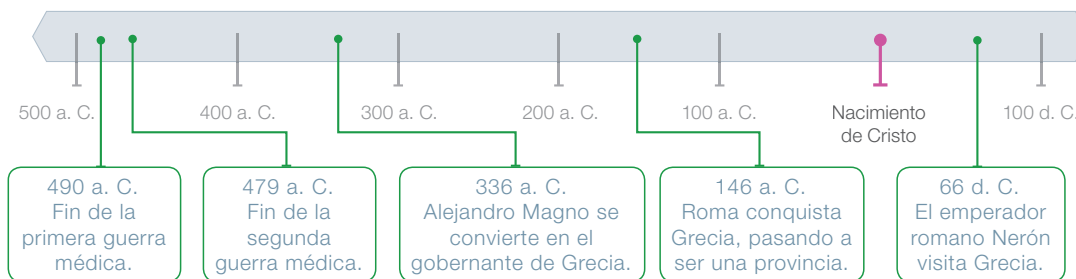 500 a. C.
400 a. C.
300 a. C.
200 a. C.
100 a. C.
Nacimiento
de Cristo
100 d. C.
490 a. C.
Fin de la
primera guerra
médica.
479 a. C.
Fin de la
segunda
guerra médica.
336 a. C.
Alejandro Magno se
convierte en el
gobernante de Grecia.
146 a. C.
Roma conquista
Grecia, pasando a
ser una provincia.
66 d. C.
El emperador
romano Nerón
visita Grecia.